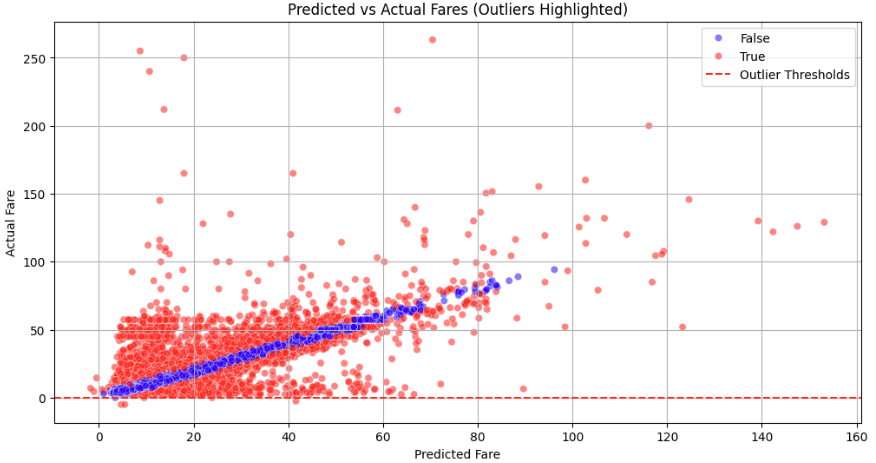 Predicted vs Actual Fares (Outliers Highlighted)
False
True
Outlier Thresholds
250
200
150
100
50
0
Actual Fare
0 20 40 60 80 100 120 140 160
Predicted Fare